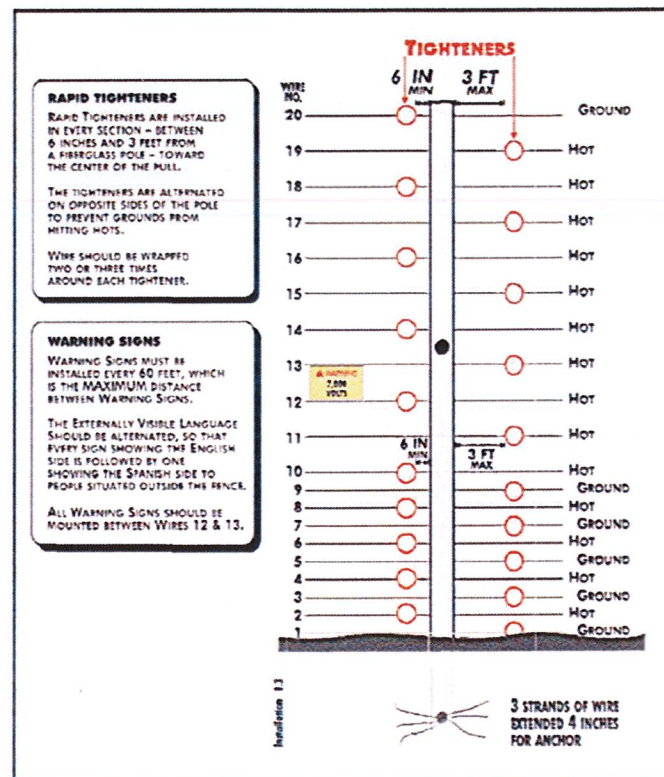 TIGHTENERS
6 IN
MIN
3 FT
MAX
RAPID TIGHTENERS
RAPID TIGHTENERS ARE INSTALLED
IN EVERY SECTION – BETWEEN
6 INCHES AND 3 FEET FROM
A FIBERGLASS POLE – TOWARD
THE CENTER OF THE PULL.
THE TIGHTENERS ARE ALTERNATED
ON OPPOSITE SIDES OF THE POLE
TO PREVENT GROUNDS FROM
HITTING HOTS.
WIRE SHOULD BE WRAPPED
TWO OR THREE TIMES
AROUND EACH TIGHTENER.
WARNING SIGNS
WARNING SIGNS MUST BE
INSTALLED EVERY 60 FEET, WHICH
IS THE MAXIMUM DISTANCE
BETWEEN WARNING SIGNS.
THE EXTERNALLY VISIBLE LANGUAGE
SHOULD BE ALTERNATED, SO THAT
EVERY SIGN SHOWING THE ENGLISH
SIDE IS FOLLOWED BY ONE
SHOWING THE SPANISH SIDE TO
PEOPLE SITUATED OUTSIDE THE FENCE.
ALL WARNING SIGNS SHOULD BE
MOUNTED BETWEEN WIRES 12 & 13.
WIRE
NO.
20 GROUND
19 HOT
18 HOT
17 HOT
16 HOT
15 HOT
14 HOT
13 HOT
WARNING
7,000
VOLTS
12 HOT
11 HOT
6 IN
MIN
3 FT
MAX
10 HOT
9 GROUND
8 HOT
7 GROUND
6 HOT
5 GROUND
4 HOT
3 GROUND
2 HOT
1 GROUND
Installation 13
3 STRANDS OF WIRE
EXTENDED 4 INCHES
FOR ANCHOR